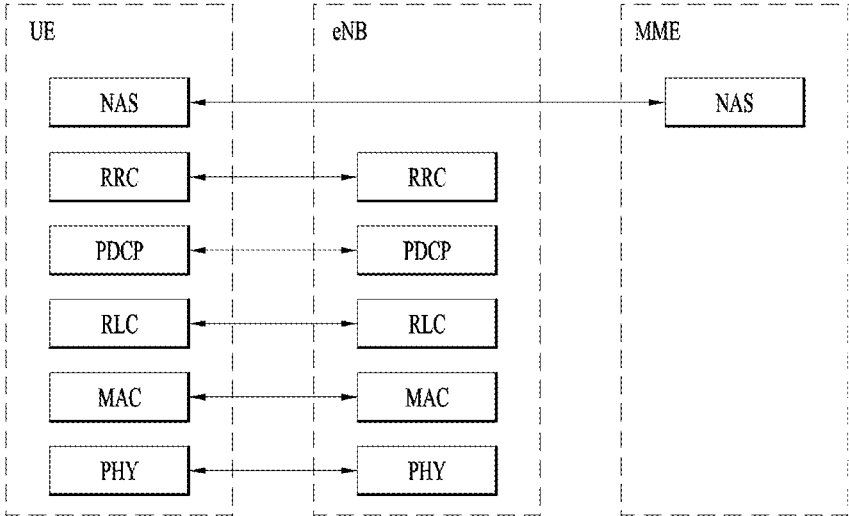 UE eNB MME
NAS NAS
RRC RRC
PDCP PDCP
RLC RLC
MAC MAC
PHY PHY